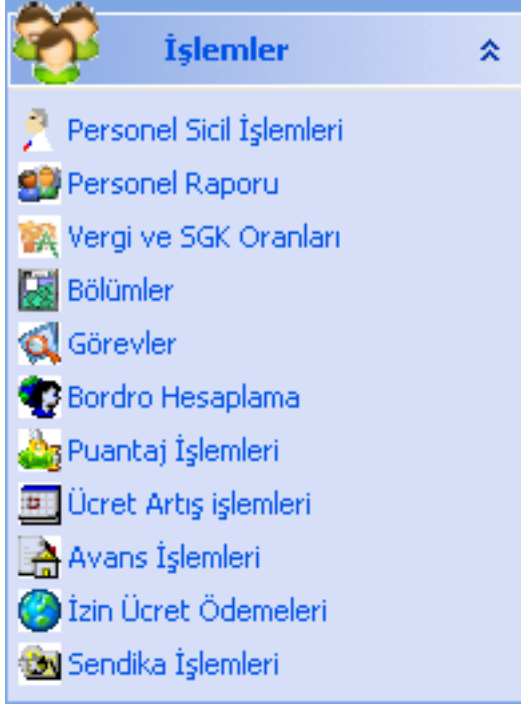 İşlemler
Personel Sicil İşlemleri
Personel Raporu
Vergi ve SGK Oranları
Bölümler
Görevler
Bordro Hesaplama
Puantaj İşlemleri
Ücret Artış işlemleri
Avans İşlemleri
İzin Ücret Ödemeleri
Sendika İşlemleri